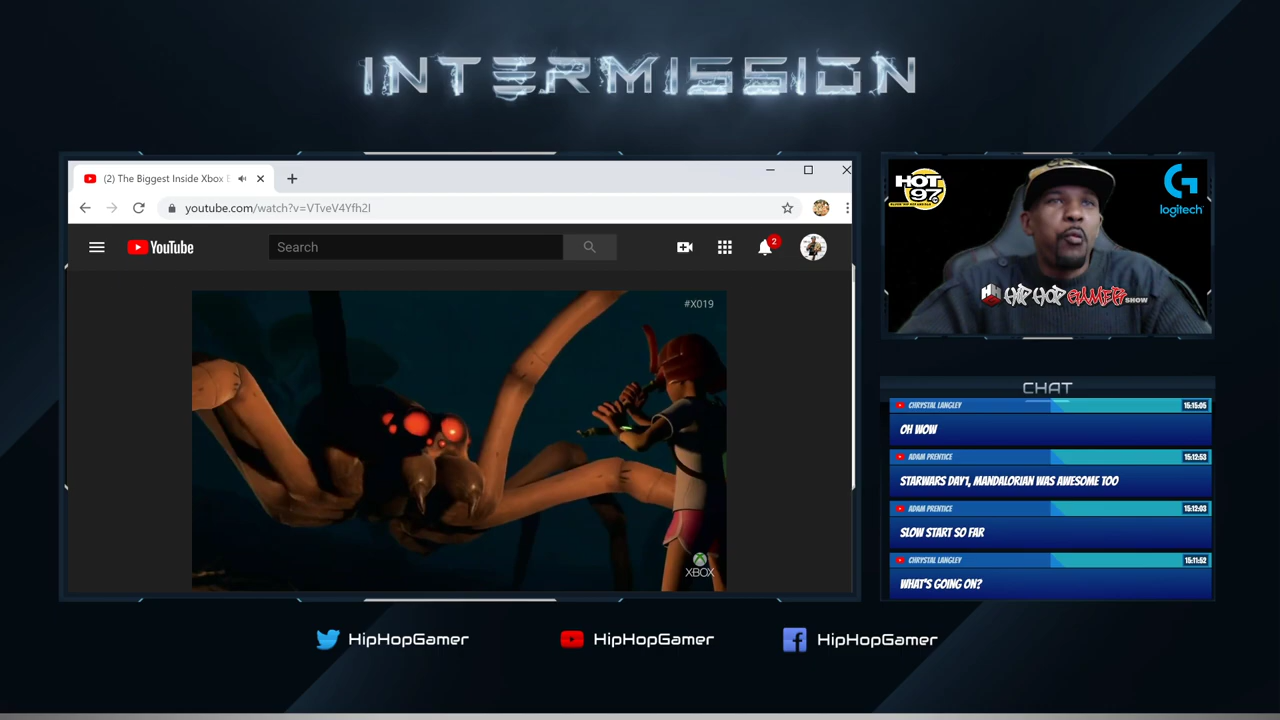 INTERMISSION
(2) The Biggest Inside Xbox E
youtube.com/watch?v=VTveV4Yfh2I
YouTube
Search
2
#X019
XBOX
HOT
97
logitech
HIP HOP GAMER SHOW
CHAT
CHRYSTAL LANGLEY 15:15:05
OH WOW
ADAM PRENTICE 15:12:53
STARWARS DAY1, MANDALORIAN WAS AWESOME TOO
ADAM PRENTICE 15:12:03
SLOW START SO FAR
CHRYSTAL LANGLEY 15:11:52
WHAT'S GOING ON?
HipHopGamer
HipHopGamer
HipHopGamer